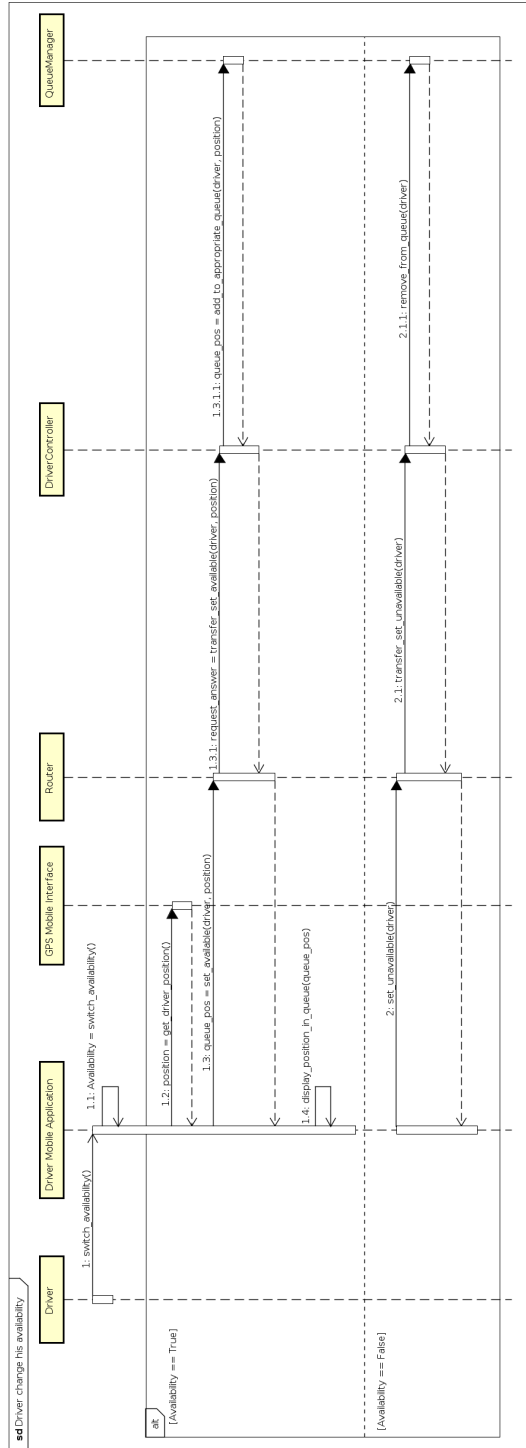 sd Driver change his availability
Driver
Driver Mobile Application
GPS Mobile Interface
Router
DriverController
QueueManager
1: switch_availability()
1.1: Availability = switch_availability()
alt
[Availability == True]
1.2: position = get_driver_position()
1.3: queue_pos = set_available(driver, position)
1.3.1: request_answer = transfer_set_available(driver, position)
1.3.1.1: queue_pos = add_to_appropriate_queue(driver, position)
1.4: display_position_in_queue(queue_pos)
[Availability == False]
2: set_unavailable(driver)
2.1: transfer_set_unavailable(driver)
2.1.1: remove_from_queue(driver)